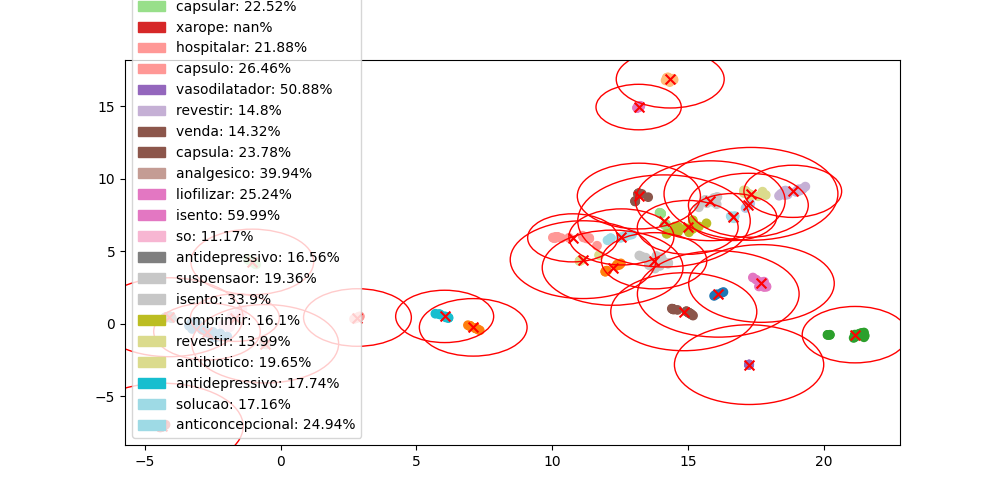 capsular: 22.52%
xarope: nan%
hospitalar: 21.88%
capsulo: 26.46%
vasodilatador: 50.88%
revestir: 14.8%
venda: 14.32%
capsula: 23.78%
analgesico: 39.94%
liofilizar: 25.24%
isento: 59.99%
so: 11.17%
antidepressivo: 16.56%
suspensaor: 19.36%
isento: 33.9%
comprimir: 16.1%
revestir: 13.99%
antibiotico: 19.65%
antidepressivo: 17.74%
solucao: 17.16%
anticoncepcional: 24.94%
15
10
5
0
−5
−5 0 5 10 15 20